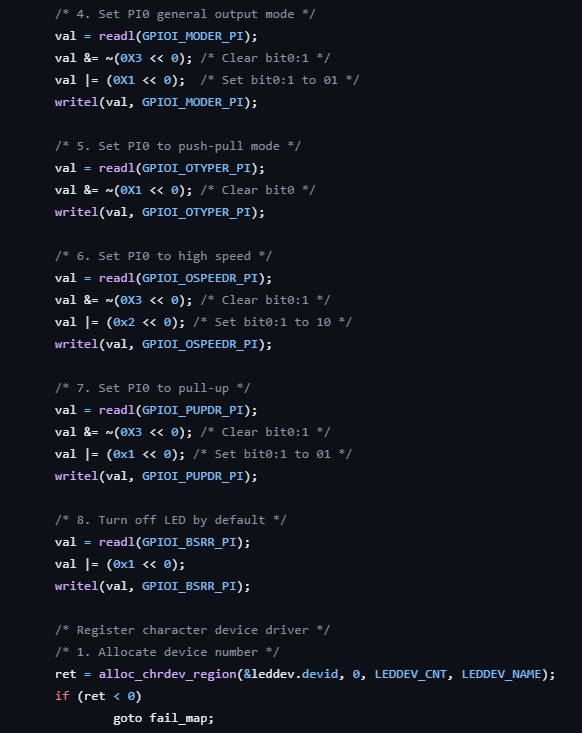 /* 4. Set PI0 general output mode */
val = readl(GPIOI_MODER_PI);
val &= ~(0X3 << 0);  /* Clear bit0:1 */
val |= (0X1 << 0);  /* Set bit0:1 to 01 */
writel(val, GPIOI_MODER_PI);

/* 5. Set PI0 to push-pull mode */
val = readl(GPIOI_OTYPER_PI);
val &= ~(0X1 << 0); /* Clear bit0 */
writel(val, GPIOI_OTYPER_PI);

/* 6. Set PI0 to high speed */
val = readl(GPIOI_OSPEEDR_PI);
val &= ~(0X3 << 0); /* Clear bit0:1 */
val |= (0x2 << 0); /* Set bit0:1 to 10 */
writel(val, GPIOI_OSPEEDR_PI);

/* 7. Set PI0 to pull-up */
val = readl(GPIOI_PUPDR_PI);
val &= ~(0X3 << 0); /* Clear bit0:1 */
val |= (0x1 << 0); /* Set bit0:1 to 01 */
writel(val, GPIOI_PUPDR_PI);

/* 8. Turn off LED by default */
val = readl(GPIOI_BSRR_PI);
val |= (0x1 << 0);
writel(val, GPIOI_BSRR_PI);

/* Register character device driver */
/* 1. Allocate device number */
ret = alloc_chrdev_region(&leddev.devid, 0, LEDDEV_CNT, LEDDEV_NAME);
if (ret < 0)
        goto fail_map;